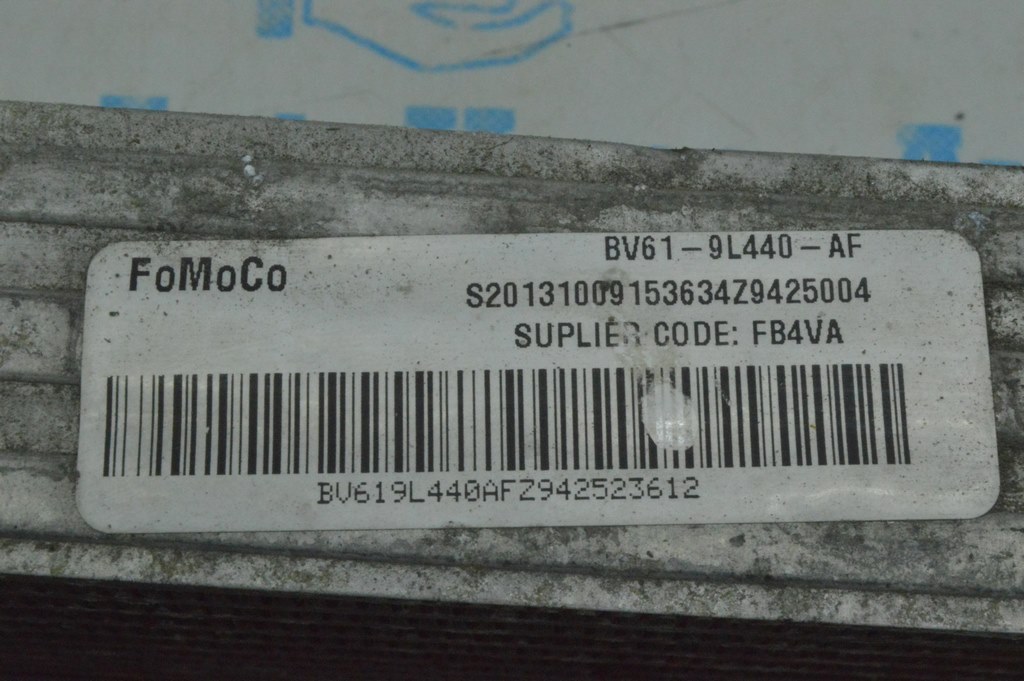 FoMoCo
BV61-9L440-AF
S20131009153634Z9425004
SUPLIER CODE: FB4VA
BV619L440AFZ942523612